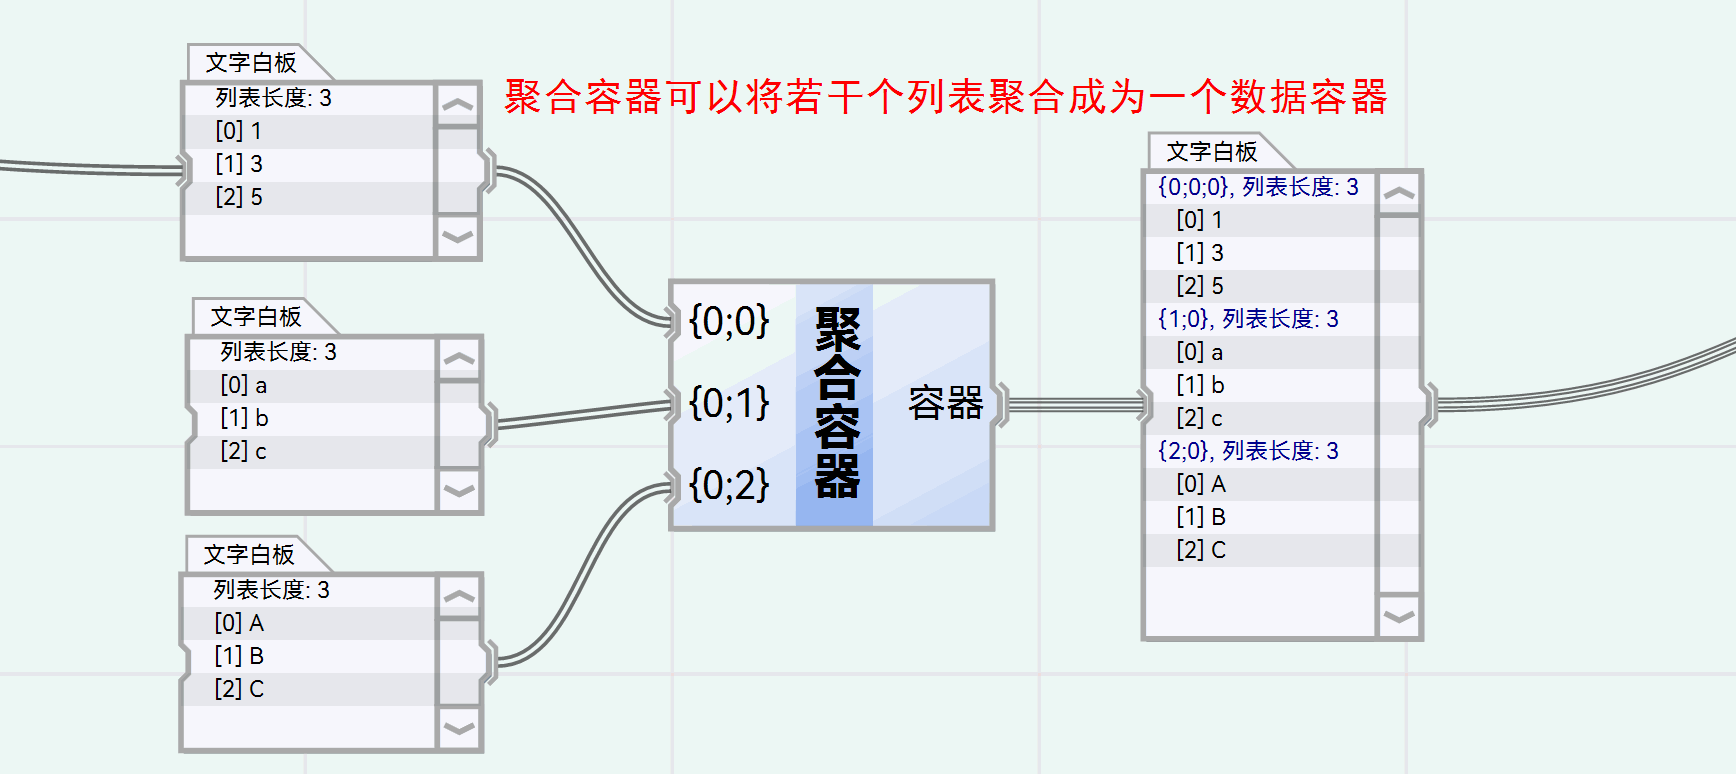 文字白板
列表长度: 3
[0] 1
[1] 3
[2] 5
聚合容器可以将若干个列表聚合成为一个数据容器
文字白板
列表长度: 3
[0] a
[1] b
[2] c
文字白板
列表长度: 3
[0] A
[1] B
[2] C
{0;0}
{0;1}
{0;2}
聚合容器
容器
文字白板
{0;0;0}, 列表长度: 3
[0] 1
[1] 3
[2] 5
{1;0}, 列表长度: 3
[0] a
[1] b
[2] c
{2;0}, 列表长度: 3
[0] A
[1] B
[2] C